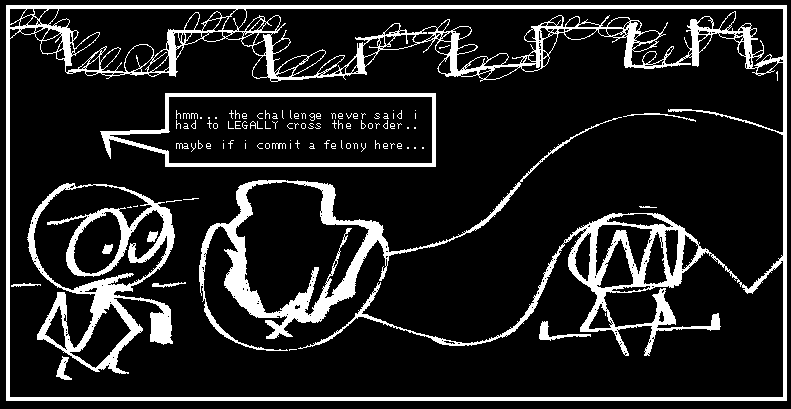 hmm... the challenge never said i
had to LEGALLY cross the border..
maybe if i commit a felony here...